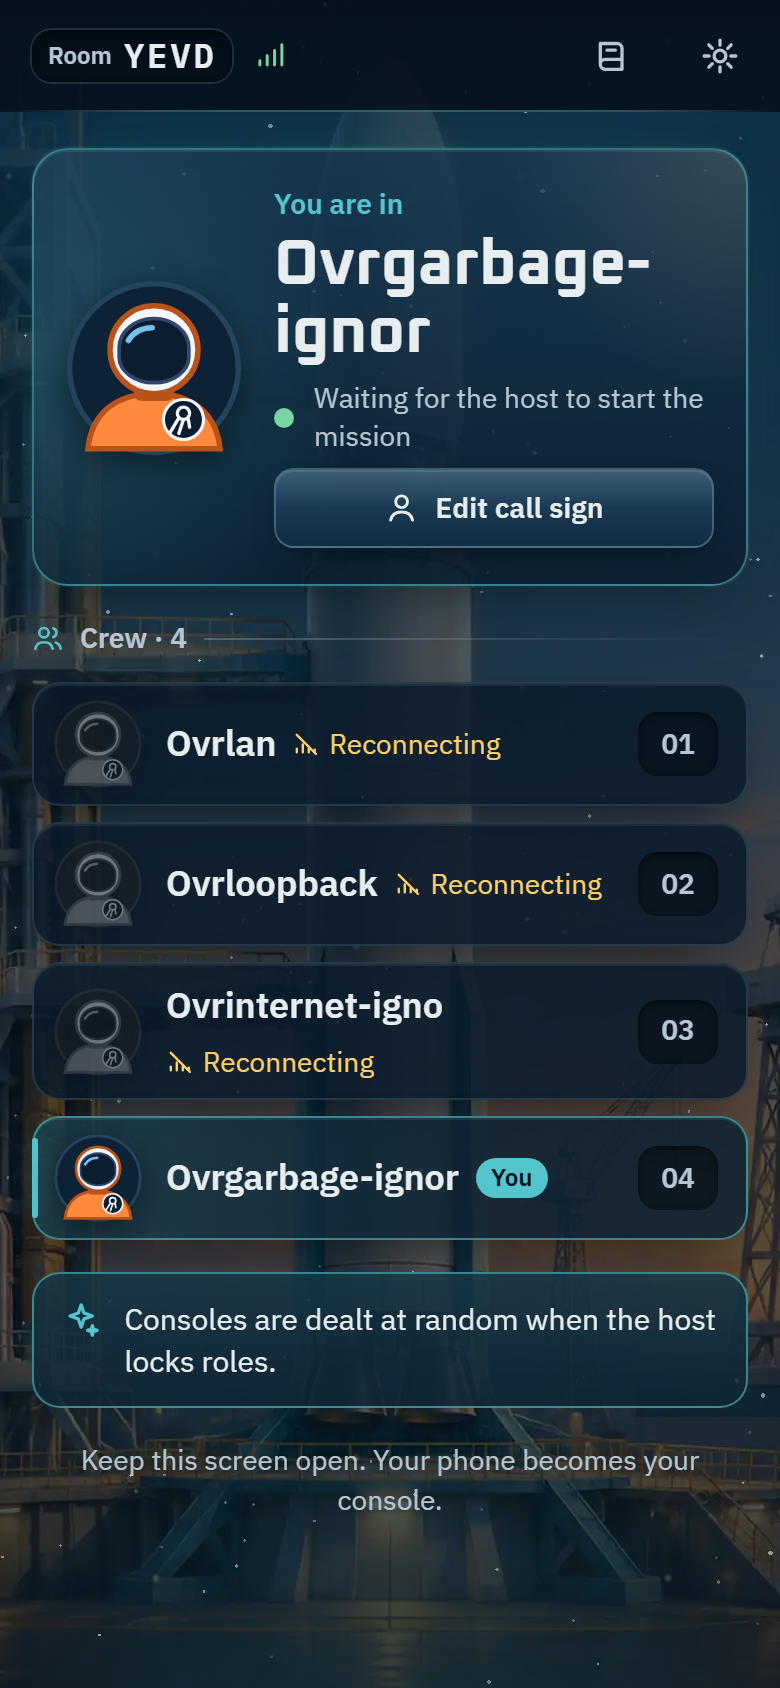 Room YEVD
You are in
Ovrgarbage-
ignor
Waiting for the host to start the
mission
Edit call sign
Crew · 4
Ovrlan Reconnecting 01
Ovrloopback Reconnecting 02
Ovrinternet-igno
Reconnecting
03
Ovrgarbage-ignor You 04
Consoles are dealt at random when the host
locks roles.
Keep this screen open. Your phone becomes your
console.